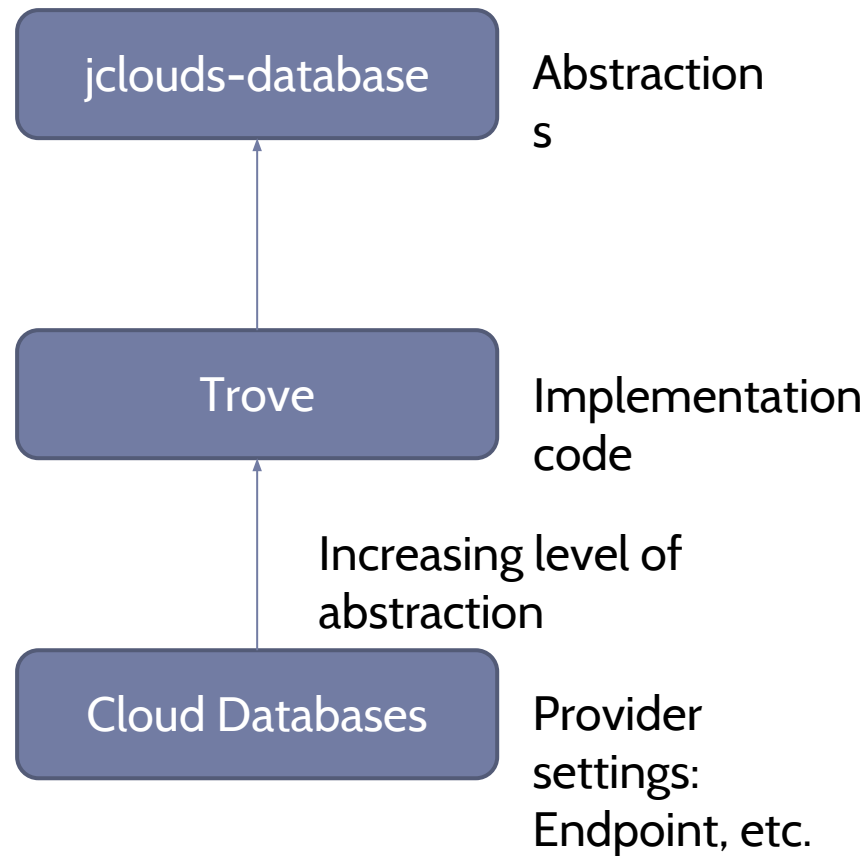 jclouds-database
Abstraction
s
Trove
Implementation
code
Increasing level of
abstraction
Cloud Databases
Provider
settings:
Endpoint, etc.